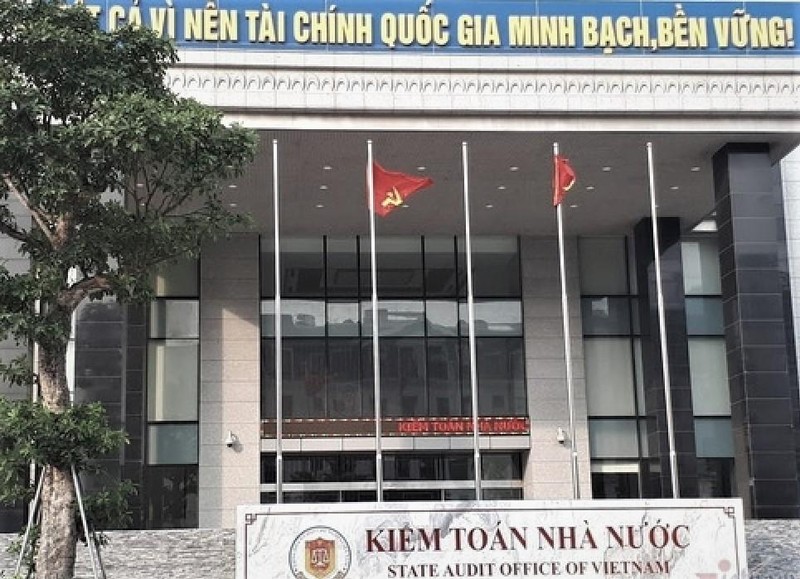 CẢ VÌ NỀN TÀI CHÍNH QUỐC GIA MINH BẠCH,BỀN VỮNG!
KIỂM TOÁN NHÀ NƯỚC
KIỂM TOÁN NHÀ NƯỚC
STATE AUDIT OFFICE OF VIETNAM